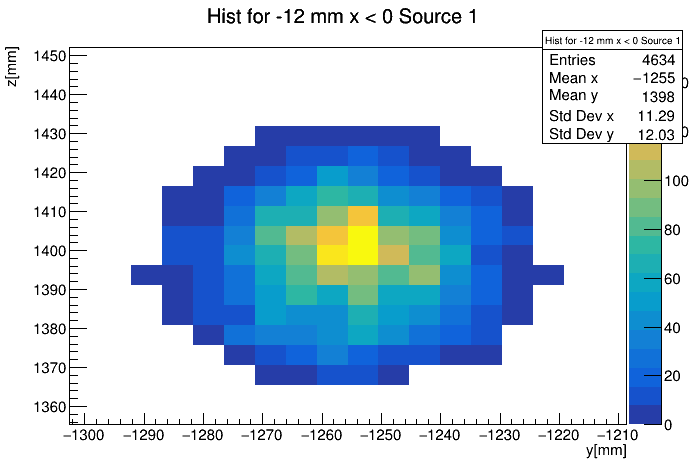 Hist for -12 mm x < 0 Source 1
z[mm]
Hist for -12 mm x < 0 Source 1
Entries 4634
Mean x −1255
Mean y 1398
Std Dev x 11.29
Std Dev y 12.03
1450
1440
1430
1420
1410
1400
1390
1380
1370
1360
0
0
100
80
60
40
20
0
−1300 −1290 −1280 −1270 −1260 −1250 −1240 −1230 −1220 −1210
y[mm]